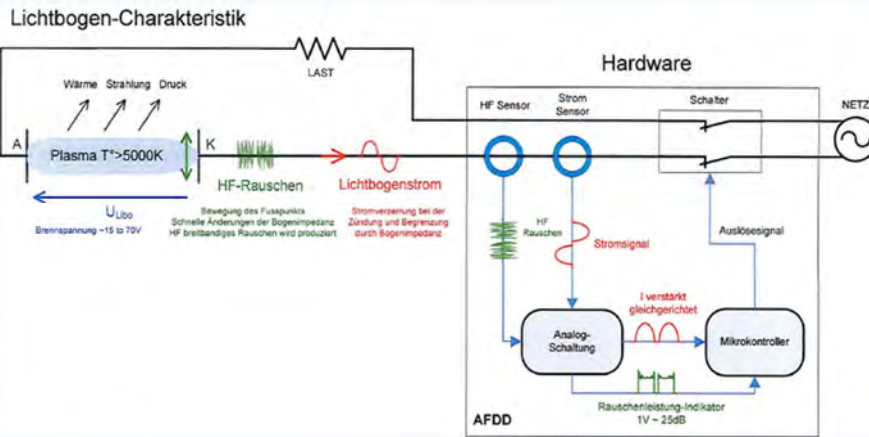 Lichtbogen-Charakteristik
LAST
Hardware
Wärme Strahlung Druck
HF Sensor
Strom
Sensor
Schalter
NETZ
A
Plasma T°>5000K
K
HF-Rauschen
Lichtbogenstrom
U Libo
Brennspannung ~15 to 70V
Bewegung des Fusspunkts
Schnelle Änderungen der Bogenimpedanz
HF breitbandiges Rauschen wird produziert
Stromverzerrung bei der
Zündung und Begrenzung
durch Bogenimpedanz
HF
Rauschen
Stromsignal
Auslösesignal
I verstärkt
gleichgerichtet
Analog-
Schaltung
Mikrokontroller
Rauschenleistung-Indikator
1V ~ 25dB
AFDD